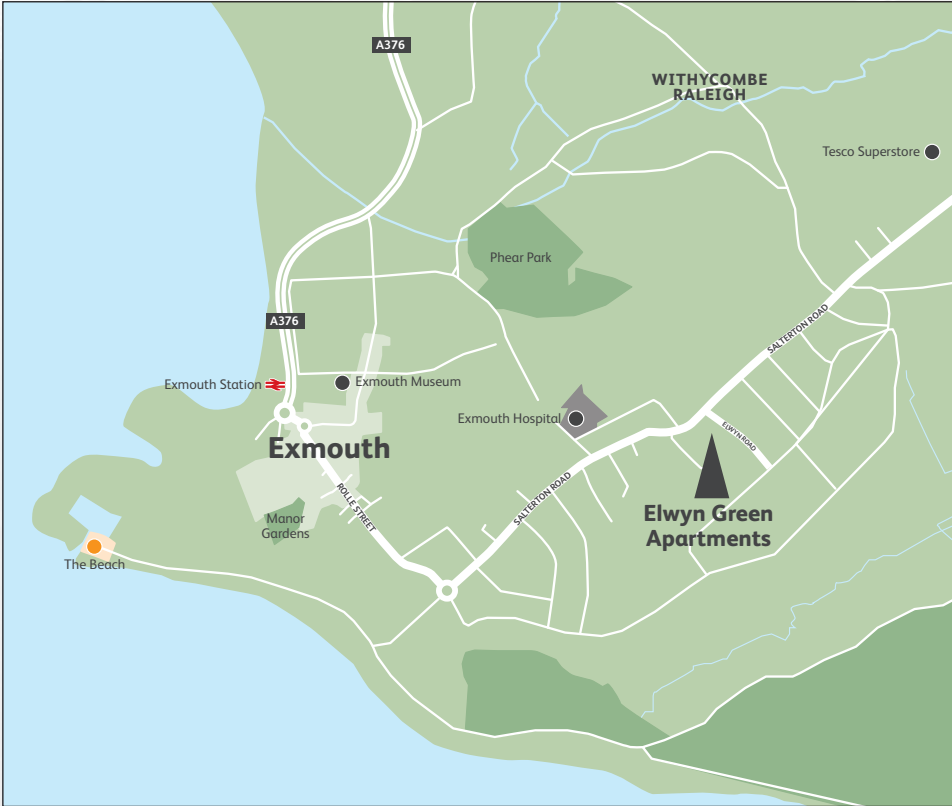 A376
WITHYCOMBE
RALEIGH
Tesco Superstore
Phear Park
SALTERTON ROAD
A376
Exmouth Station
Exmouth Museum
Exmouth Hospital
ELWYN ROAD
Exmouth
ROLLE STREET
SALTERTON ROAD
Manor
Gardens
Elwyn Green
Apartments
The Beach